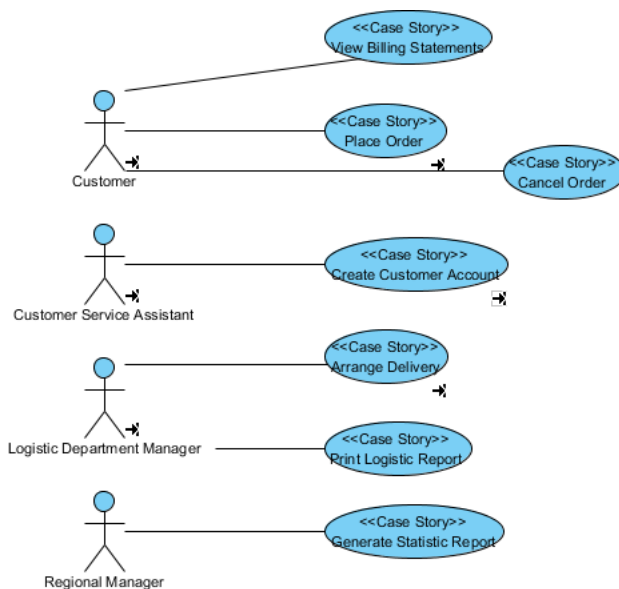 <<Case Story>>
View Billing Statements
<<Case Story>>
Place Order
<<Case Story>>
Cancel Order
Customer
<<Case Story>>
Create Customer Account
Customer Service Assistant
<<Case Story>>
Arrange Delivery
Logistic Department Manager
<<Case Story>>
Print Logistic Report
<<Case Story>>
Generate Statistic Report
Regional Manager